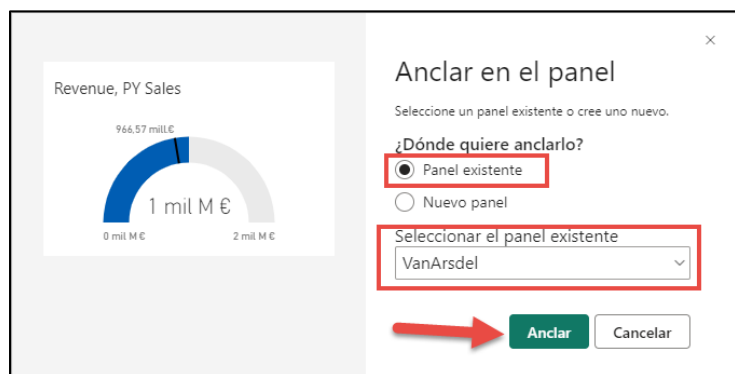 Revenue, PY Sales
966,57 mill.€
1 mil M €
0 mil M €
2 mil M €
Anclar en el panel
Seleccione un panel existente o cree uno nuevo.
¿Dónde quiere anclarlo?
Panel existente
Nuevo panel
Seleccionar el panel existente
VanArsdel
Anclar
Cancelar